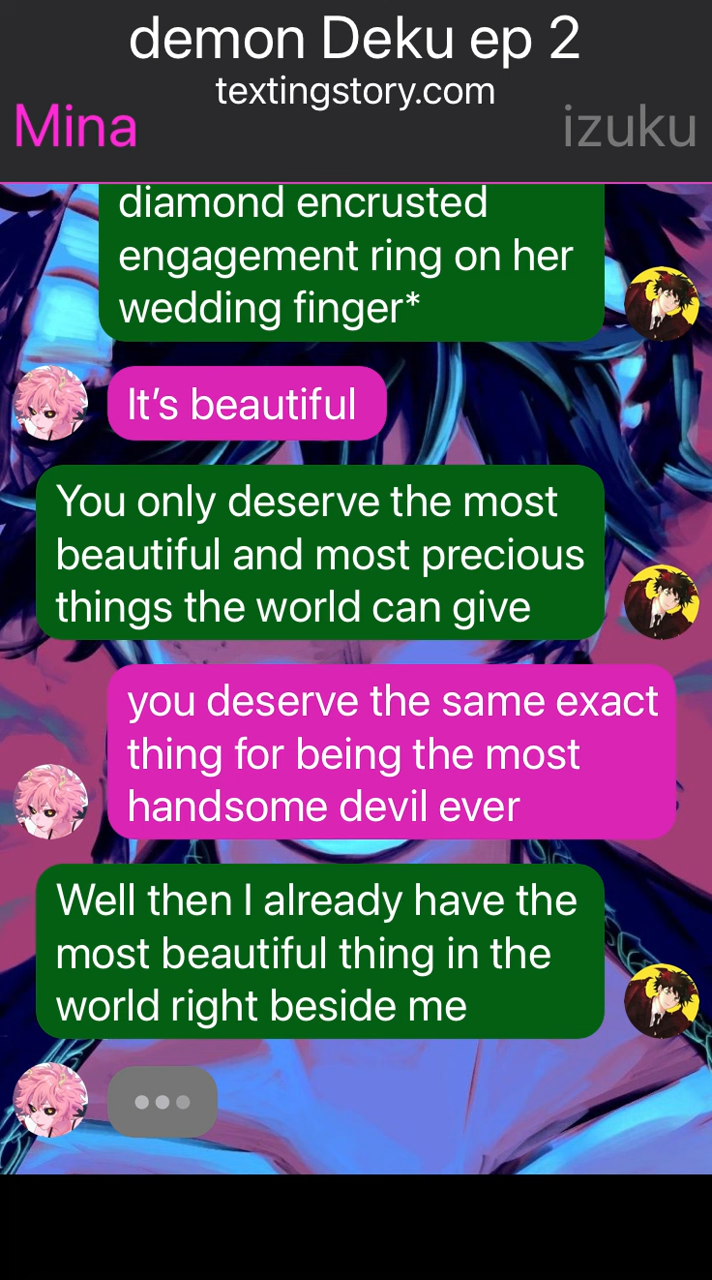 demon Deku ep 2
textingstory.com
Mina izuku
diamond encrusted
engagement ring on her
wedding finger*
It’s beautiful
You only deserve the most
beautiful and most precious
things the world can give
you deserve the same exact
thing for being the most
handsome devil ever
Well then I already have the
most beautiful thing in the
world right beside me